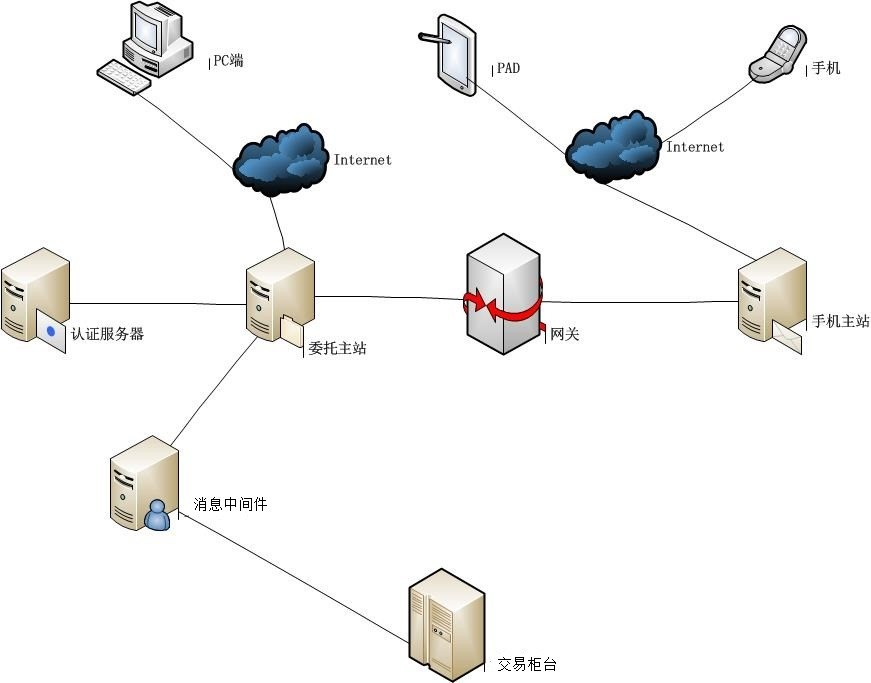 PC端
PAD
手机
Internet
Internet
认证服务器
委托主站
网关
手机主站
消息中间件
交易柜台